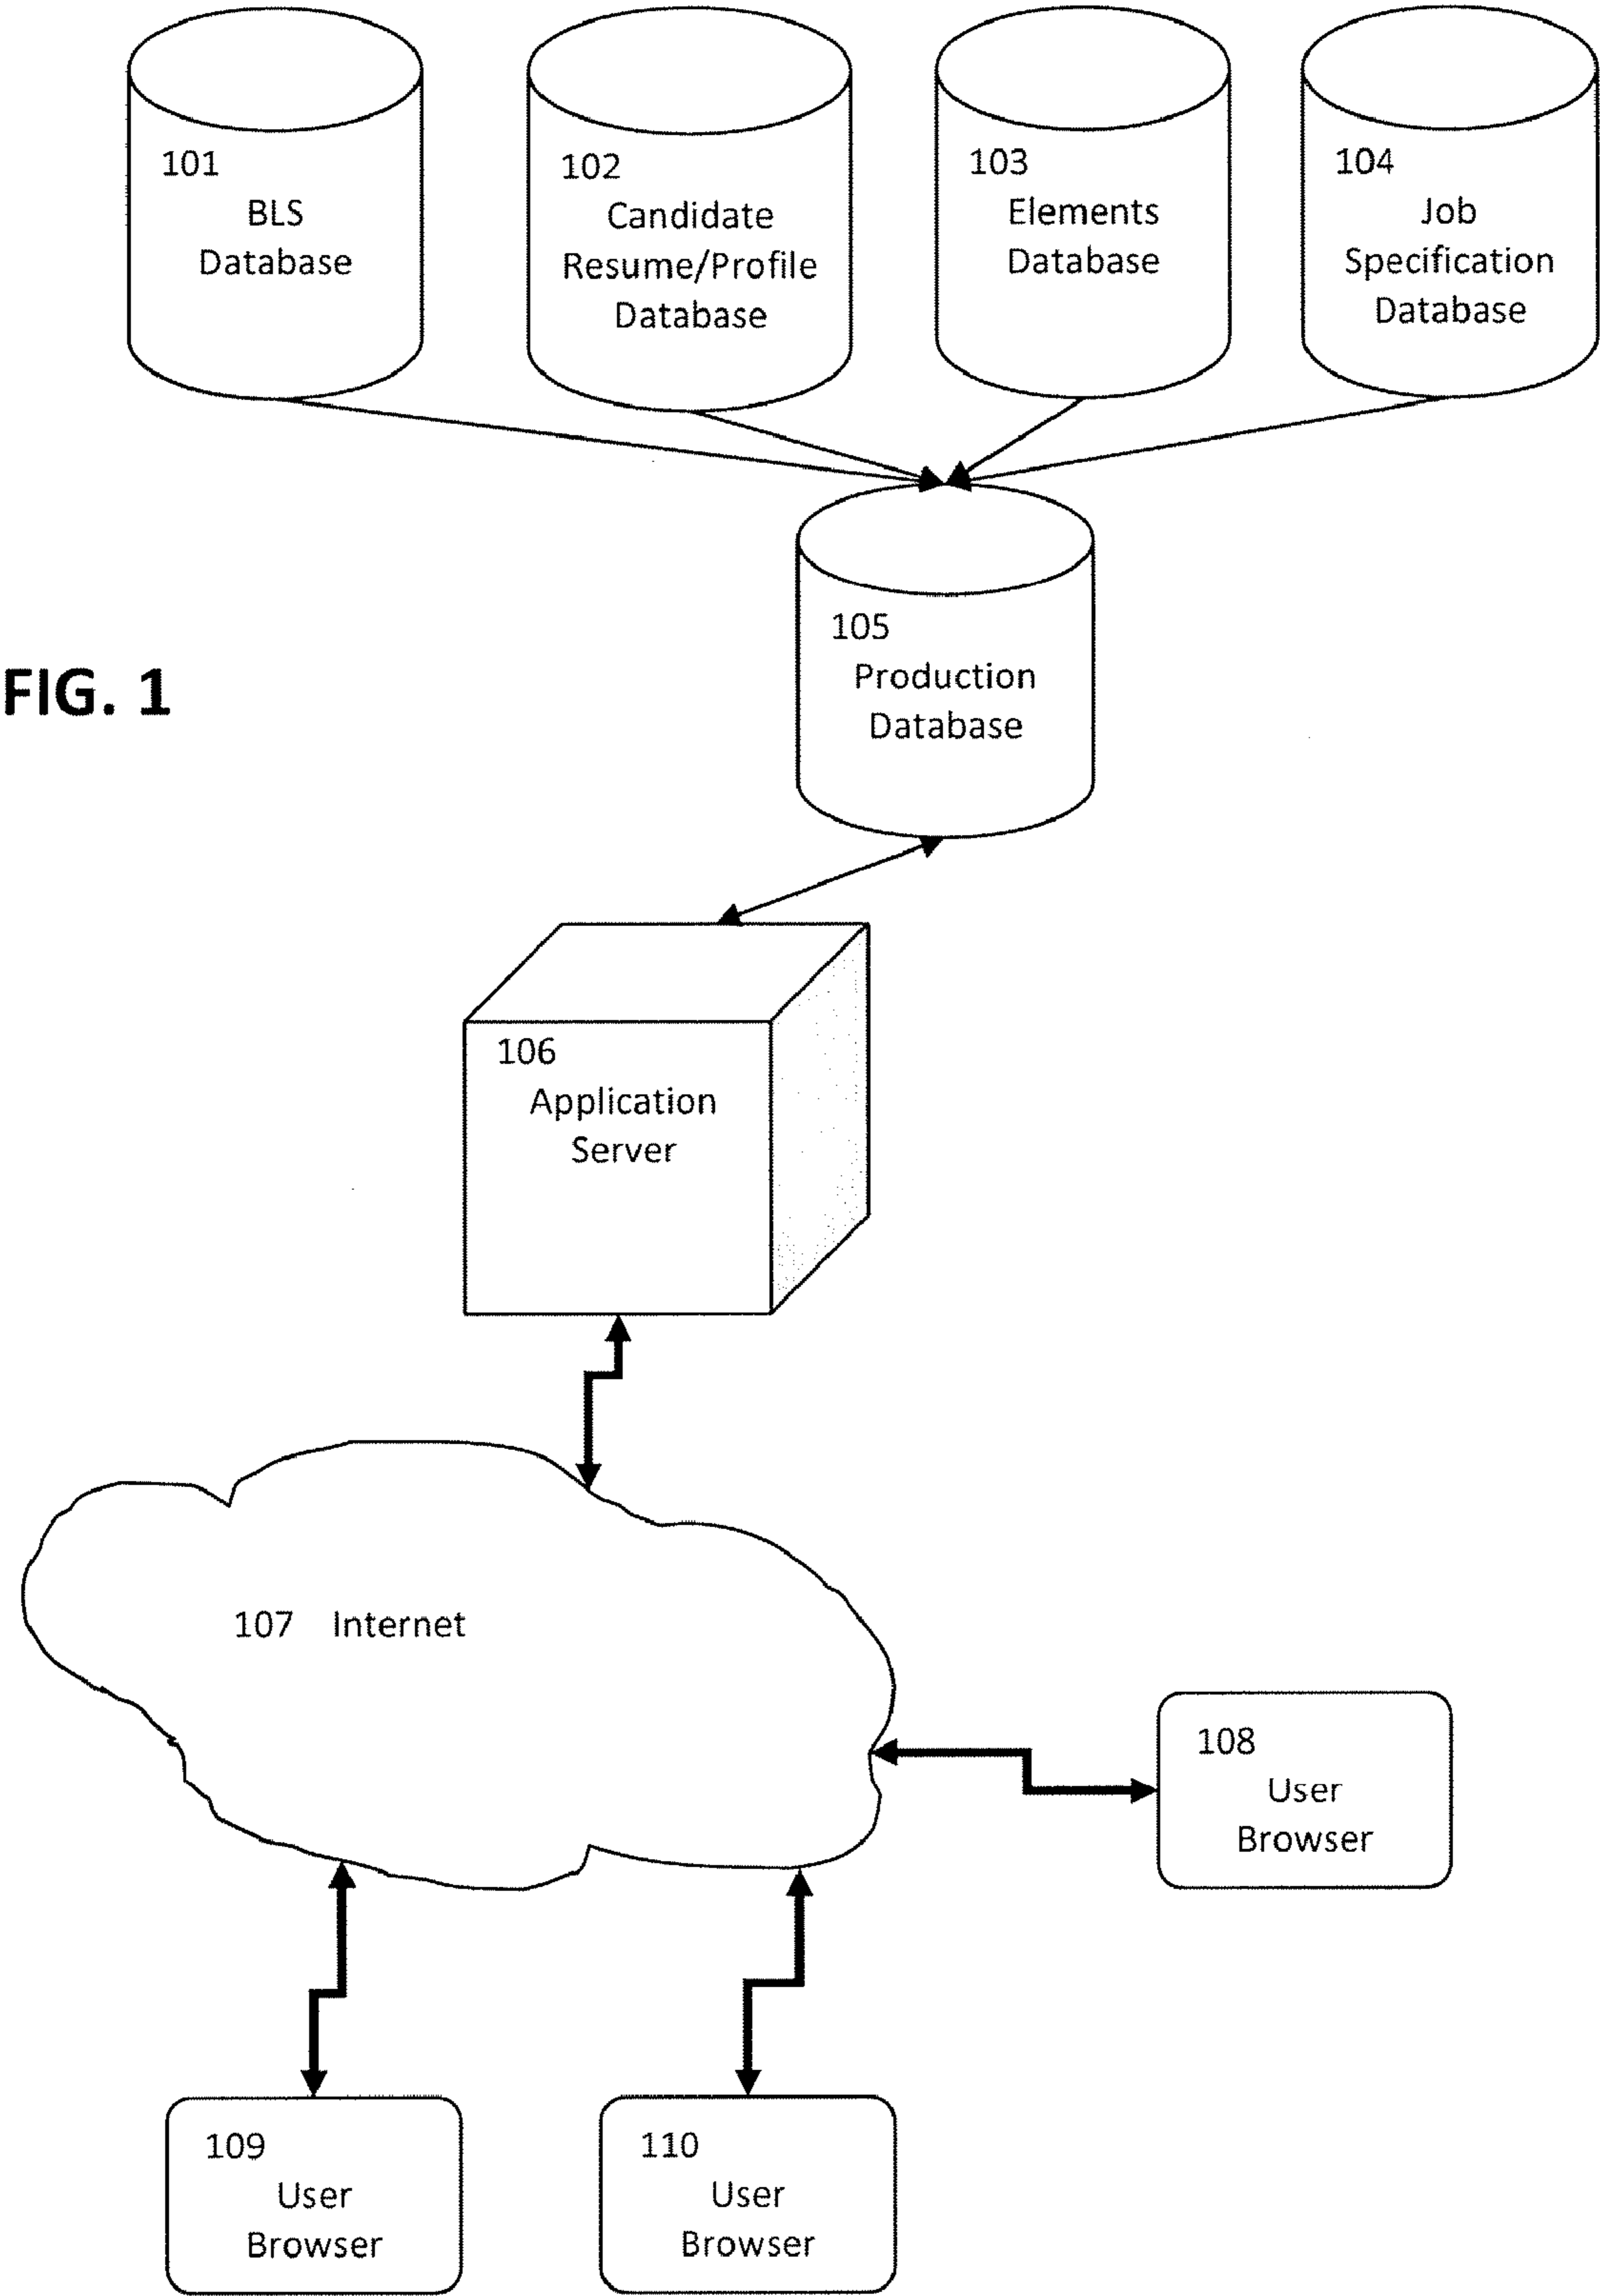 101
BLS
Database
102
Candidate
Resume/Profile
Database
103
Elements
Database
104
Job
Specification
Database
105
Production
Database
FIG. 1
106
Application
Server
107 Internet
108
User
Browser
109
User
Browser
110
User
Browser